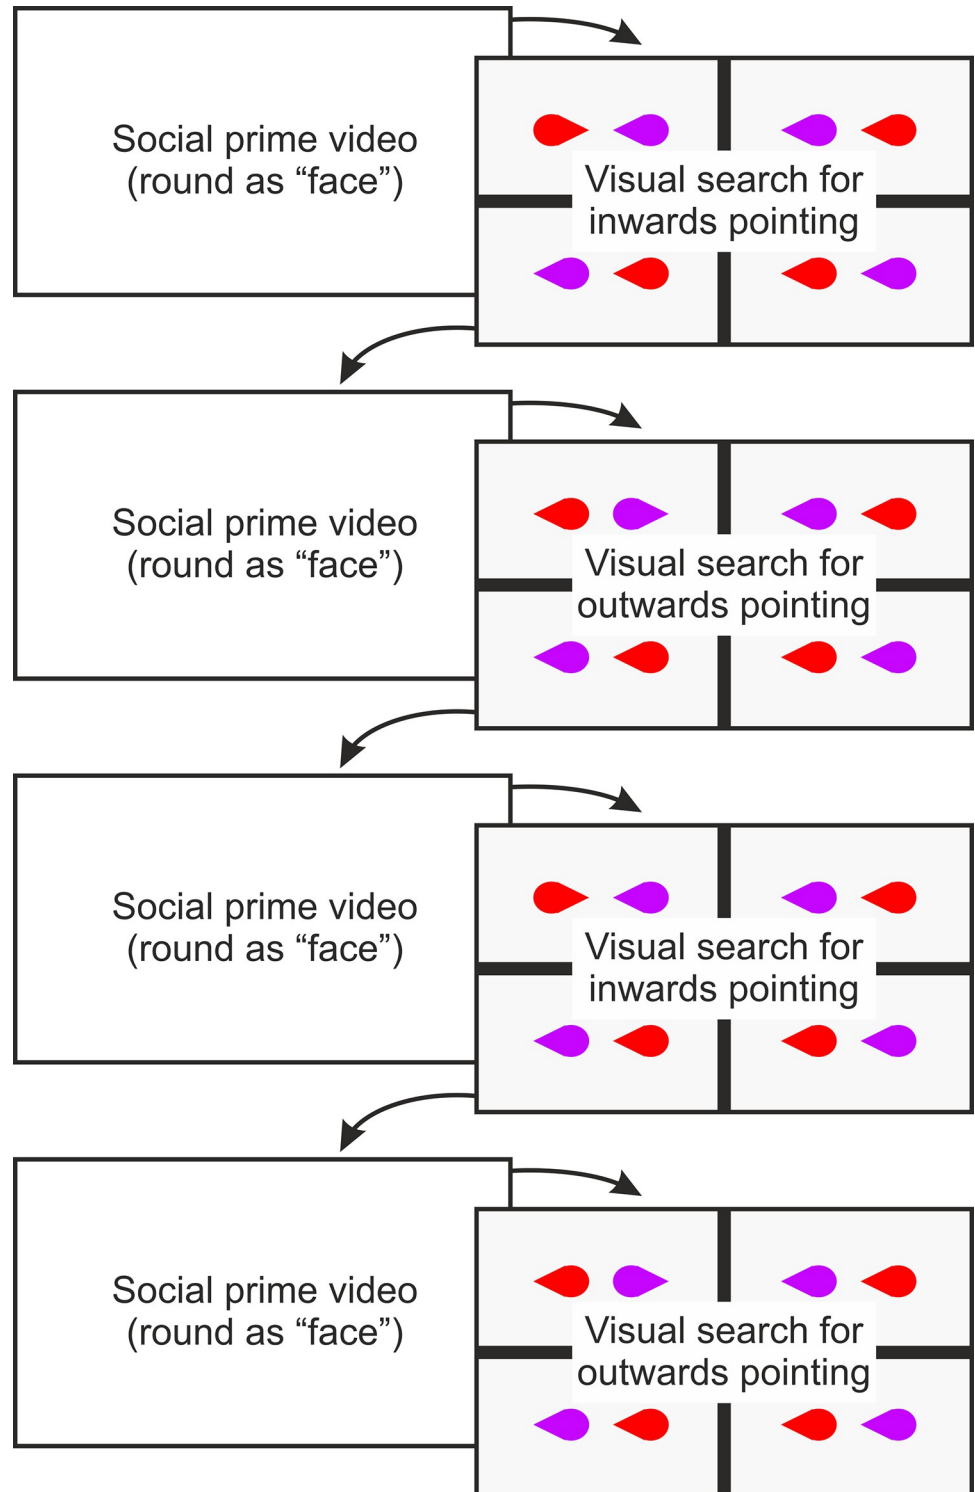 Social prime video
(round as “face”)
Visual search for
inwards pointing
Social prime video
(round as “face”)
Visual search for
outwards pointing
Social prime video
(round as “face”)
Visual search for
inwards pointing
Social prime video
(round as “face”)
Visual search for
outwards pointing